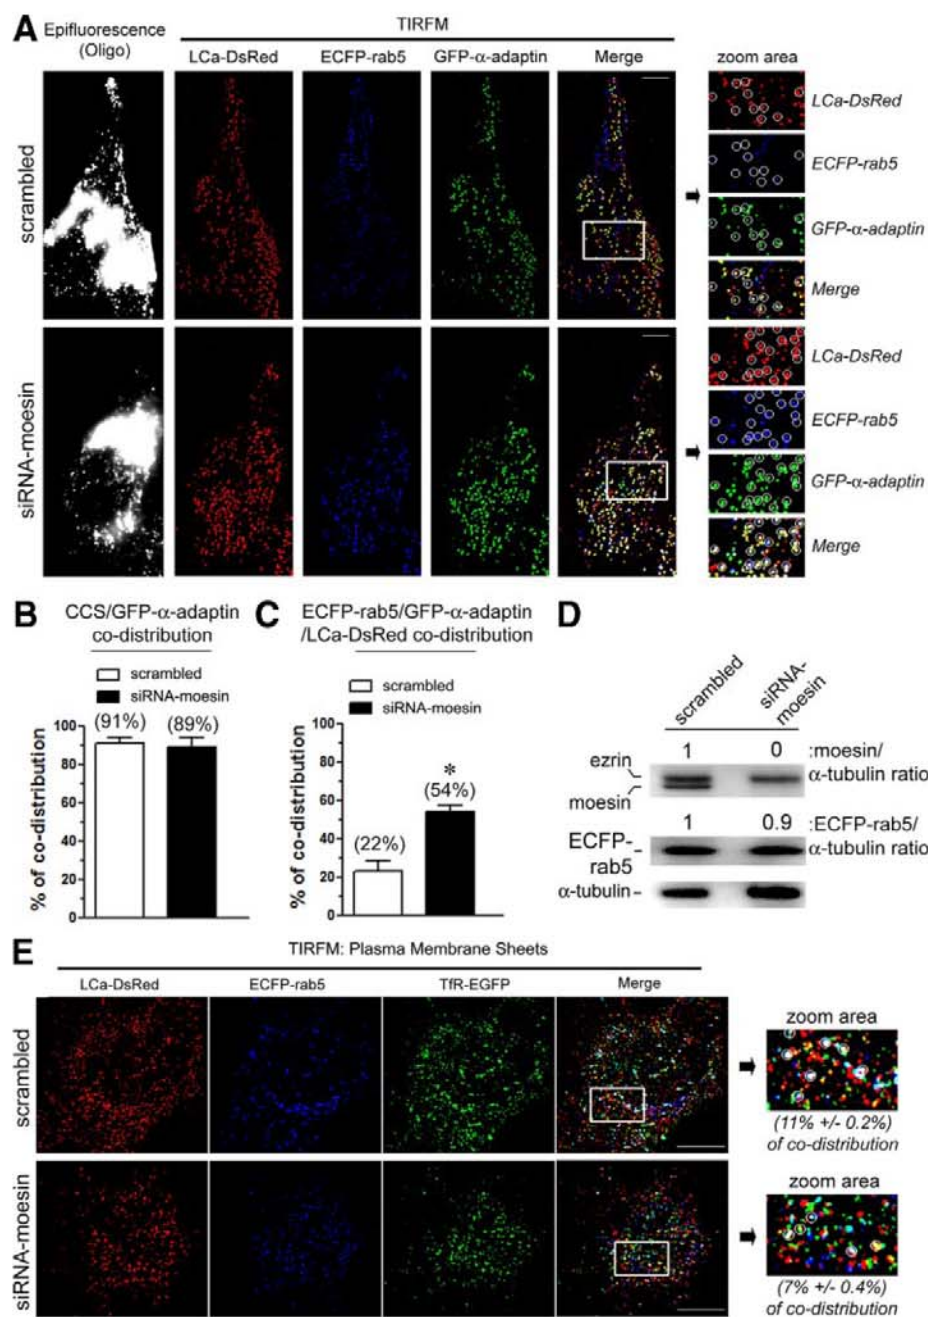 A
Epifluorescence
(Oligo)
TIRFM
LCa-DsRed
ECFP-rab5
GFP-α-adaptin
Merge
zoom area
scrambled
LCa-DsRed
ECFP-rab5
GFP-α-adaptin
Merge
siRNA-moesin
LCa-DsRed
ECFP-rab5
GFP-α-adaptin
Merge
B
CCS/GFP-α-adaptin
co-distribution
scrambled
siRNA-moesin
% of co-distribution
100
80
60
40
20
0
(91%)
(89%)
C
ECFP-rab5/GFP-α-adaptin
/LCa-DsRed co-distribution
scrambled
siRNA-moesin
% of co-distribution
100
80
60
40
20
0
(22%)
*
(54%)
D
scrambled
siRNA-
moesin
1
0
:moesin/
α-tubulin ratio
ezrin
moesin
1
0.9
:ECFP-rab5/
α-tubulin ratio
ECFP-
rab5
α-tubulin
E
TIRFM: Plasma Membrane Sheets
LCa-DsRed
ECFP-rab5
TfR-EGFP
Merge
scrambled
zoom area
(11% +/- 0.2%)
of co-distribution
siRNA-moesin
zoom area
(7% +/- 0.4%)
of co-distribution